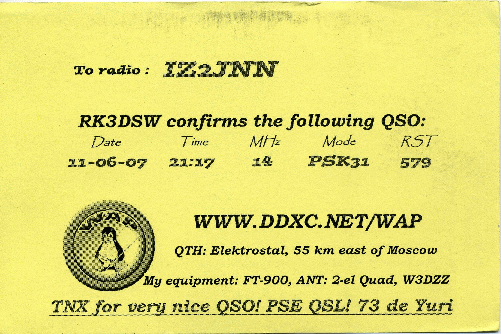 To radio : IZ2JNN
RK3DSW confirms the following QSO:
Date Time MHz Mode RST
11-06-07 21:17 14 PSK31 579
WAP
WWW.DDXC.NET/WAP
QTH: Elektrostal, 55 km east of Moscow
My equipment: FT-900, ANT: 2-el Quad, W3DZZ
TNX for very nice QSO! PSE QSL! 73 de Yuri